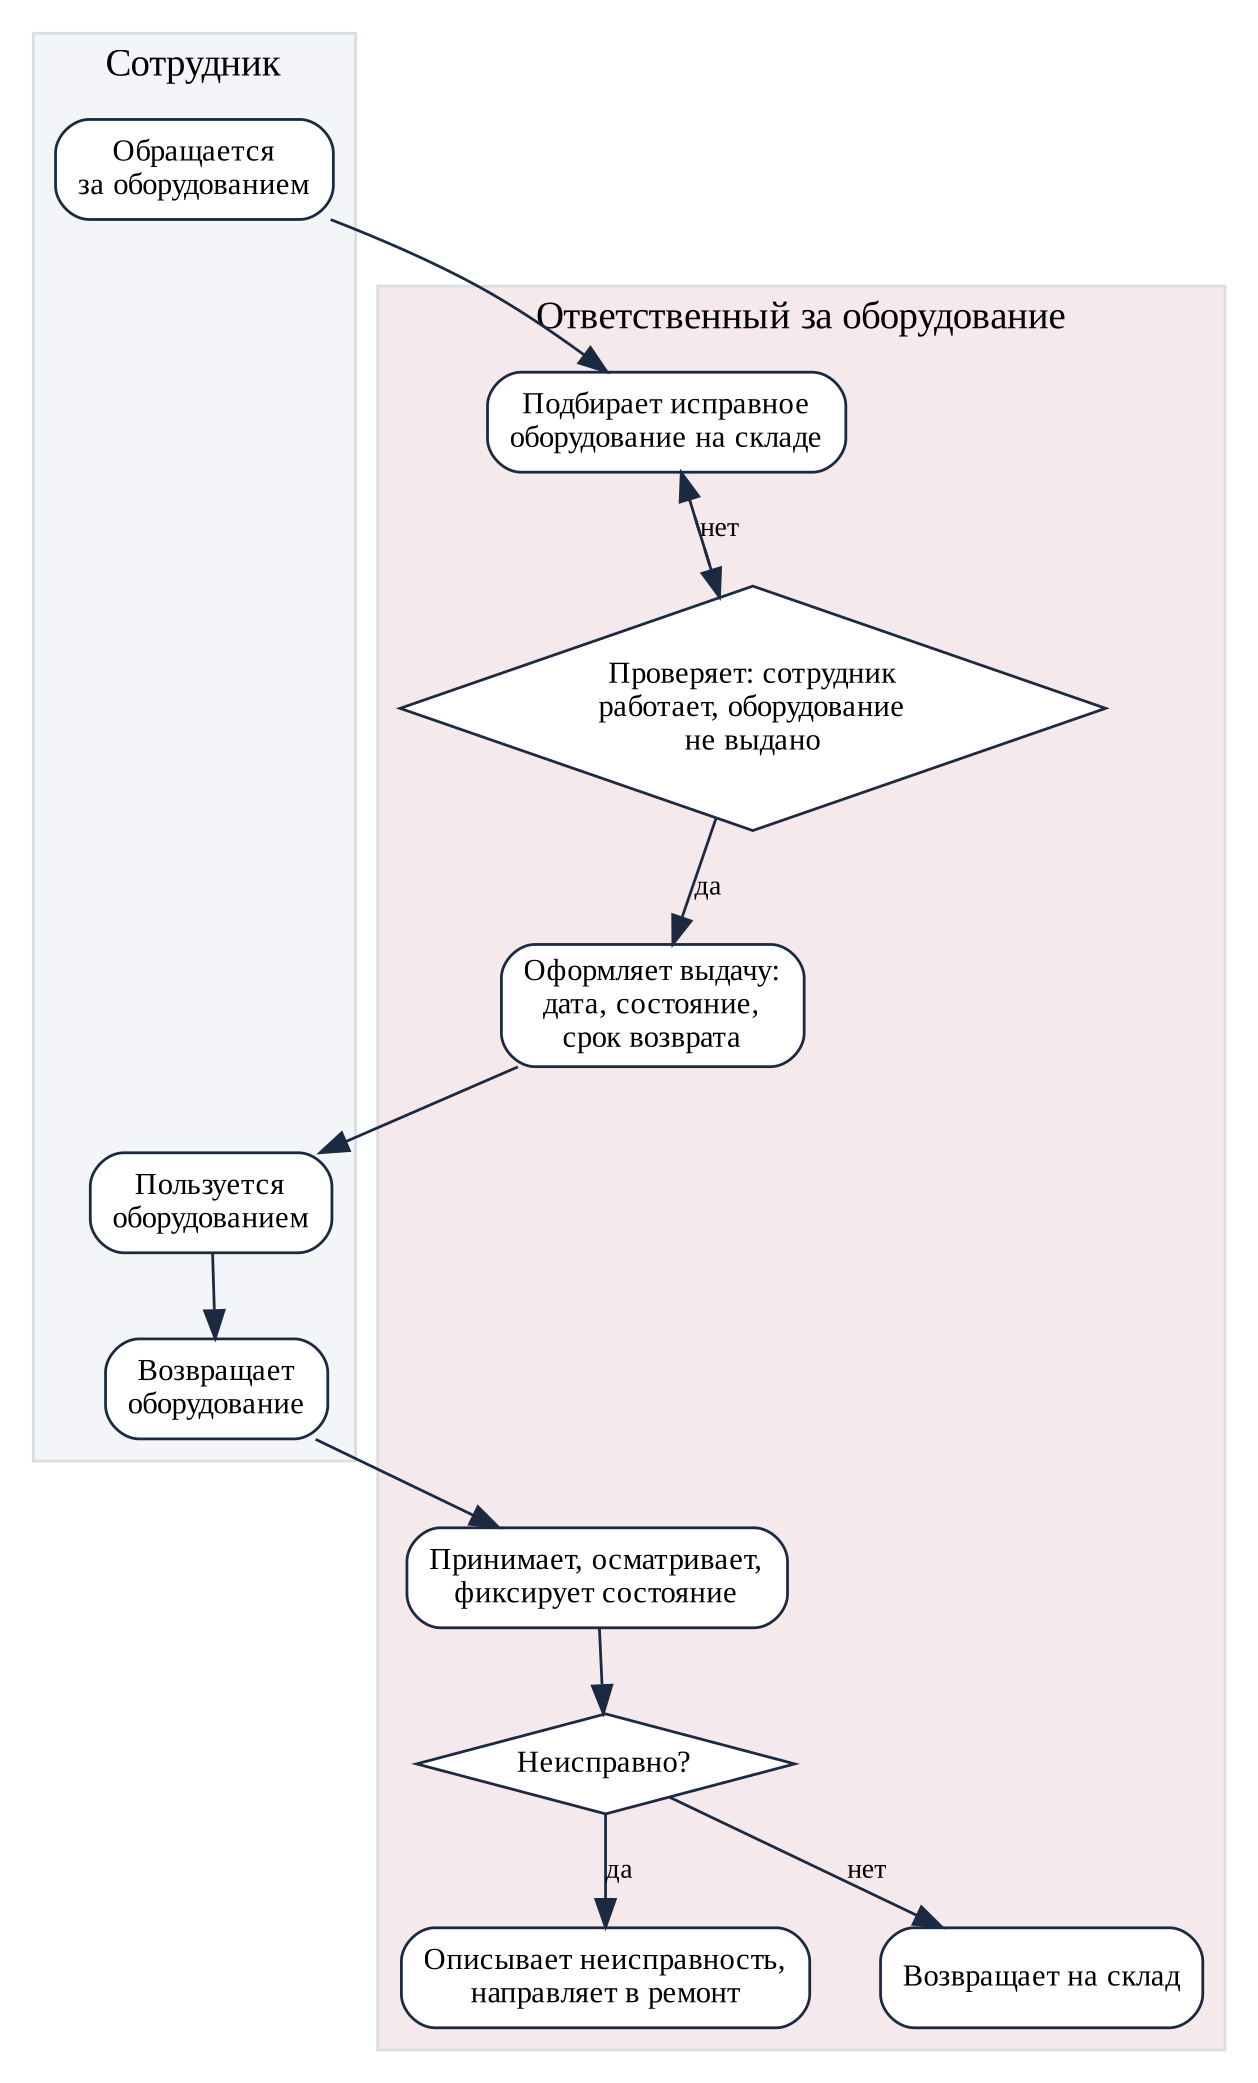 Сотрудник
Обращается
за оборудованием
Ответственный за оборудование
Подбирает исправное
оборудование на складе
нет
Проверяет: сотрудник
работает, оборудование
не выдано
да
Оформляет выдачу:
дата, состояние,
срок возврата
Пользуется
оборудованием
Возвращает
оборудование
Принимает, осматривает,
фиксирует состояние
Неисправно?
да
нет
Описывает неисправность,
направляет в ремонт
Возвращает на склад